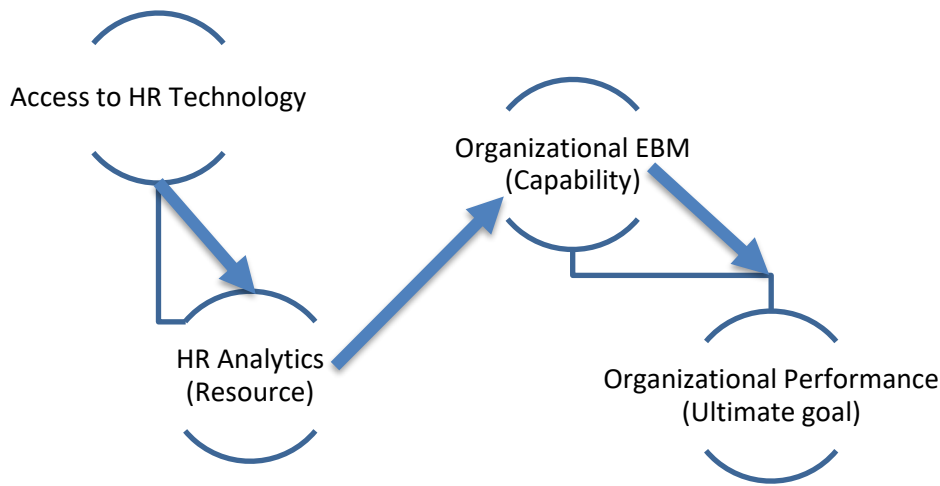 Access to HR Technology
HR Analytics
(Resource)
Organizational EBM
(Capability)
Organizational Performance
(Ultimate goal)